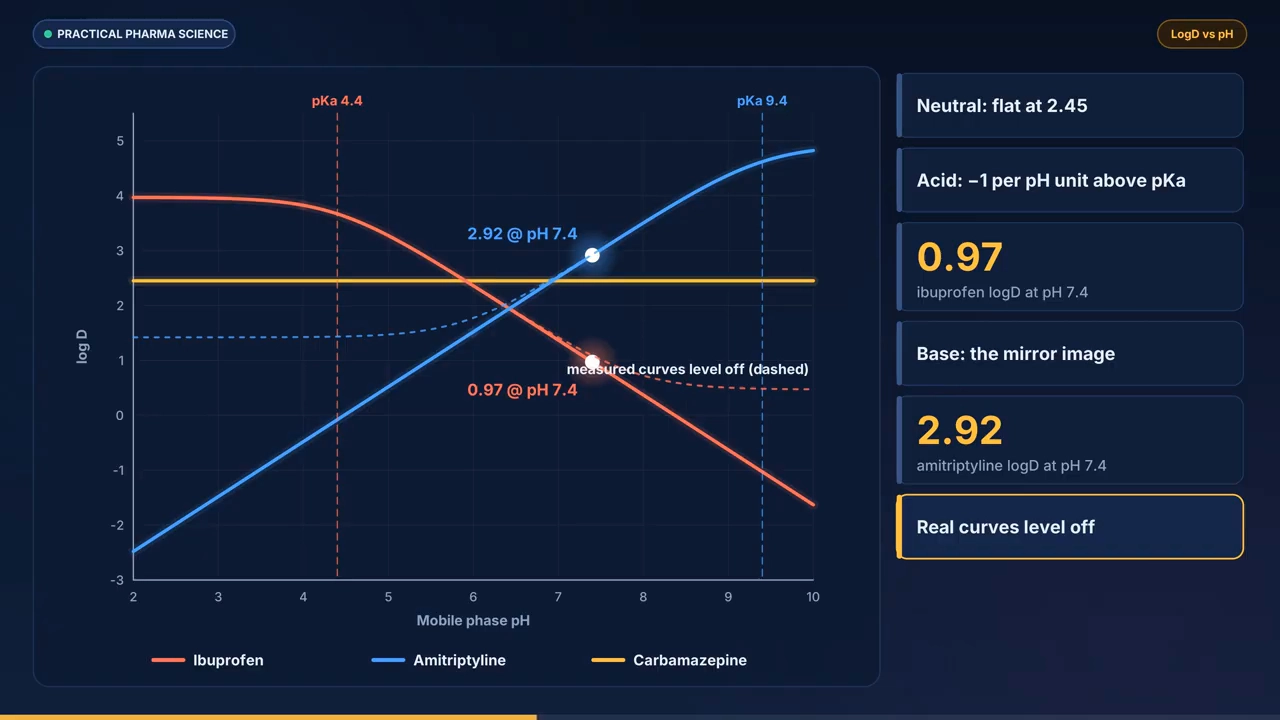 PRACTICAL PHARMA SCIENCE
LogD vs pH
pKa 4.4
pKa 9.4
5
4
3
2
1
0
-1
-2
-3
log D
2.92 @ pH 7.4
measured curves level off (dashed)
0.97 @ pH 7.4
2
3
4
5
6
7
8
9
10
Mobile phase pH
Ibuprofen
Amitriptyline
Carbamazepine
Neutral: flat at 2.45
Acid: −1 per pH unit above pKa
0.97
ibuprofen logD at pH 7.4
Base: the mirror image
2.92
amitriptyline logD at pH 7.4
Real curves level off